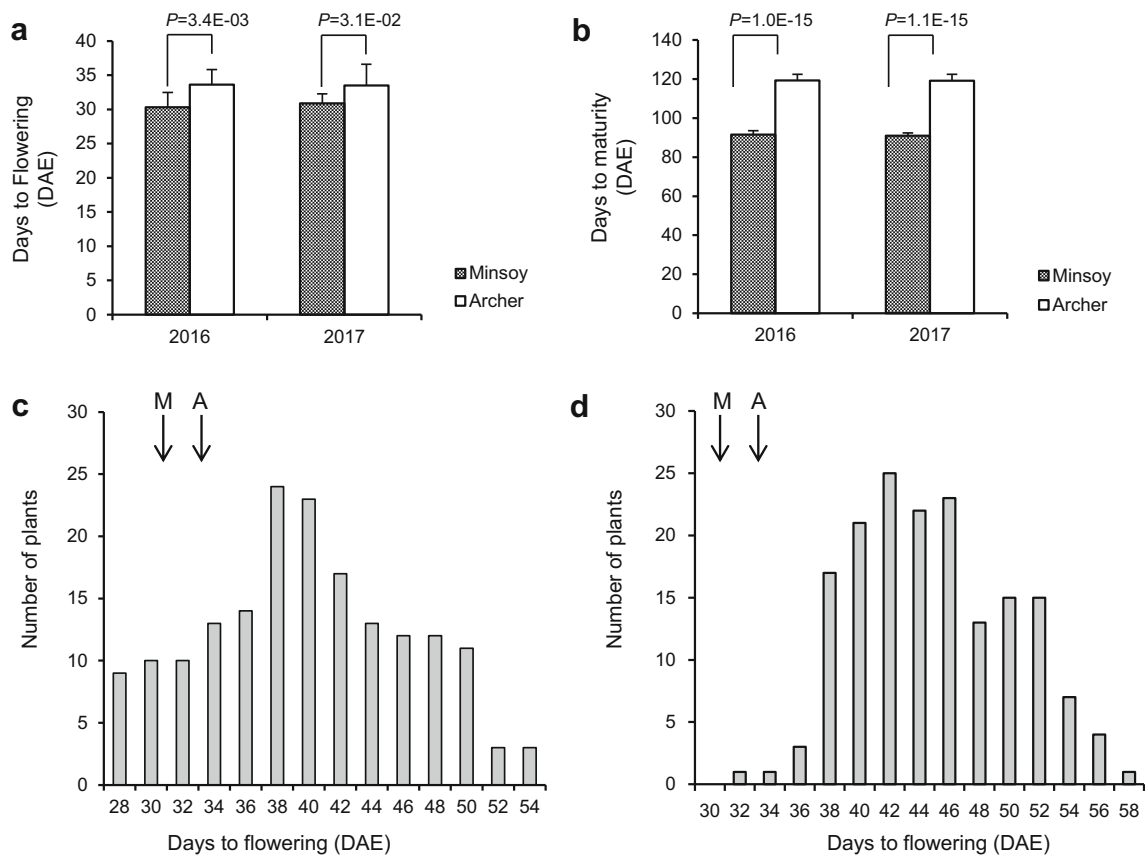 a
P=3.4E-03
P=3.1E-02
Days to Flowering
(DAE)
40
35
30
25
20
15
10
5
0
2016
2017
Minsoy
Archer
b
P=1.0E-15
P=1.1E-15
Days to maturity
(DAE)
140
120
100
80
60
40
20
0
2016
2017
Minsoy
Archer
c
M A
Number of plants
30
25
20
15
10
5
0
28 30 32 34 36 38 40 42 44 46 48 50 52 54
Days to flowering (DAE)
d
M A
Number of plants
30
25
20
15
10
5
0
30 32 34 36 38 40 42 44 46 48 50 52 54 56 58
Days to flowering (DAE)